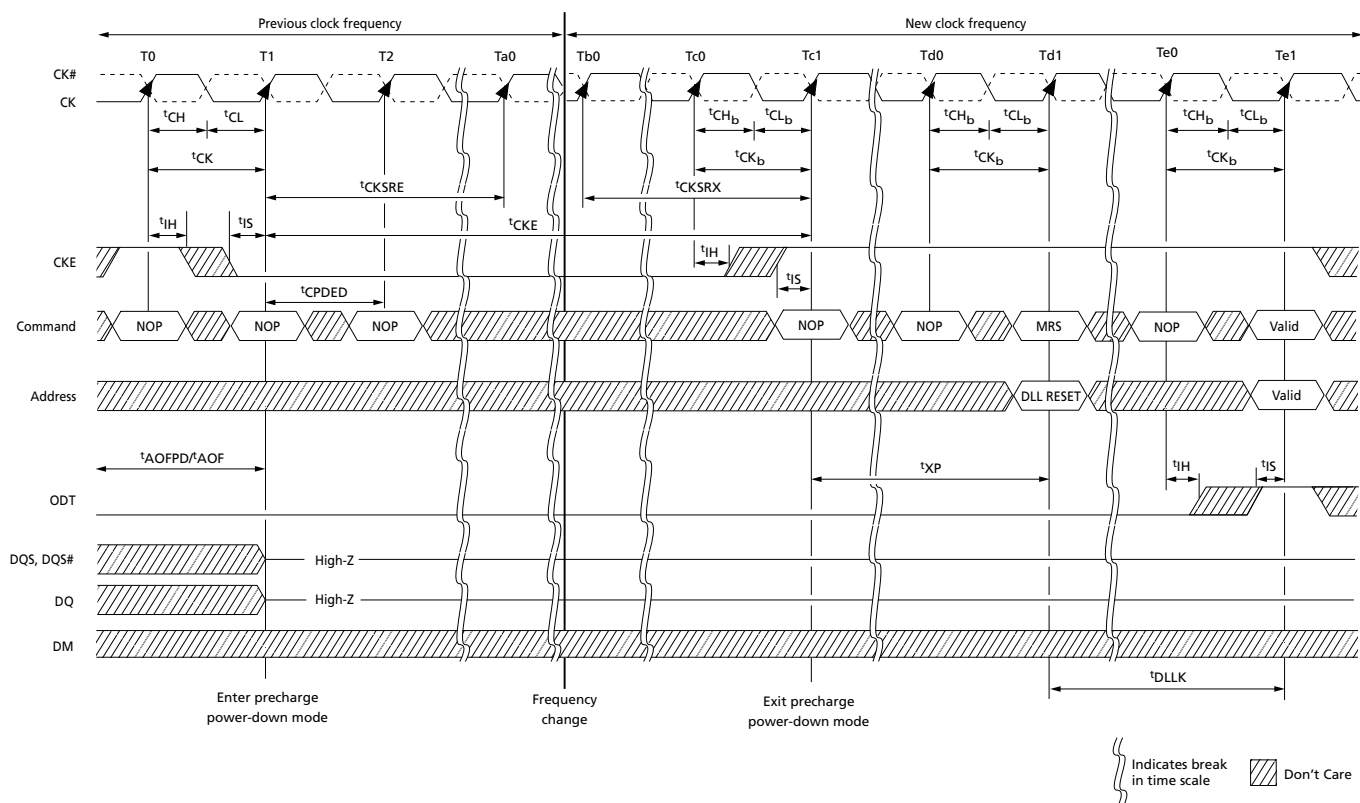 Previous clock frequency New clock frequency
T0 T1 T2 Ta0 Tb0 Tc0 Tc1 Td0 Td1 Te0 Te1
CK#
CK
tCH tCL tCHb tCLb tCHb tCLb tCHb tCLb
tCK tCKb tCKb tCKb
tCKSRE tCKSRX
tIH tIS tCKE
CKE tIH
tIS
tCPDED
Command NOP NOP NOP NOP NOP MRS NOP Valid
Address DLL RESET Valid
tAOFPD/tAOF tXP tIH tIS
ODT
DQS, DQS# High-Z
DQ High-Z
DM
tDLLK
Enter precharge
power-down mode
Frequency
change
Exit precharge
power-down mode
Indicates break
in time scale
Don't Care